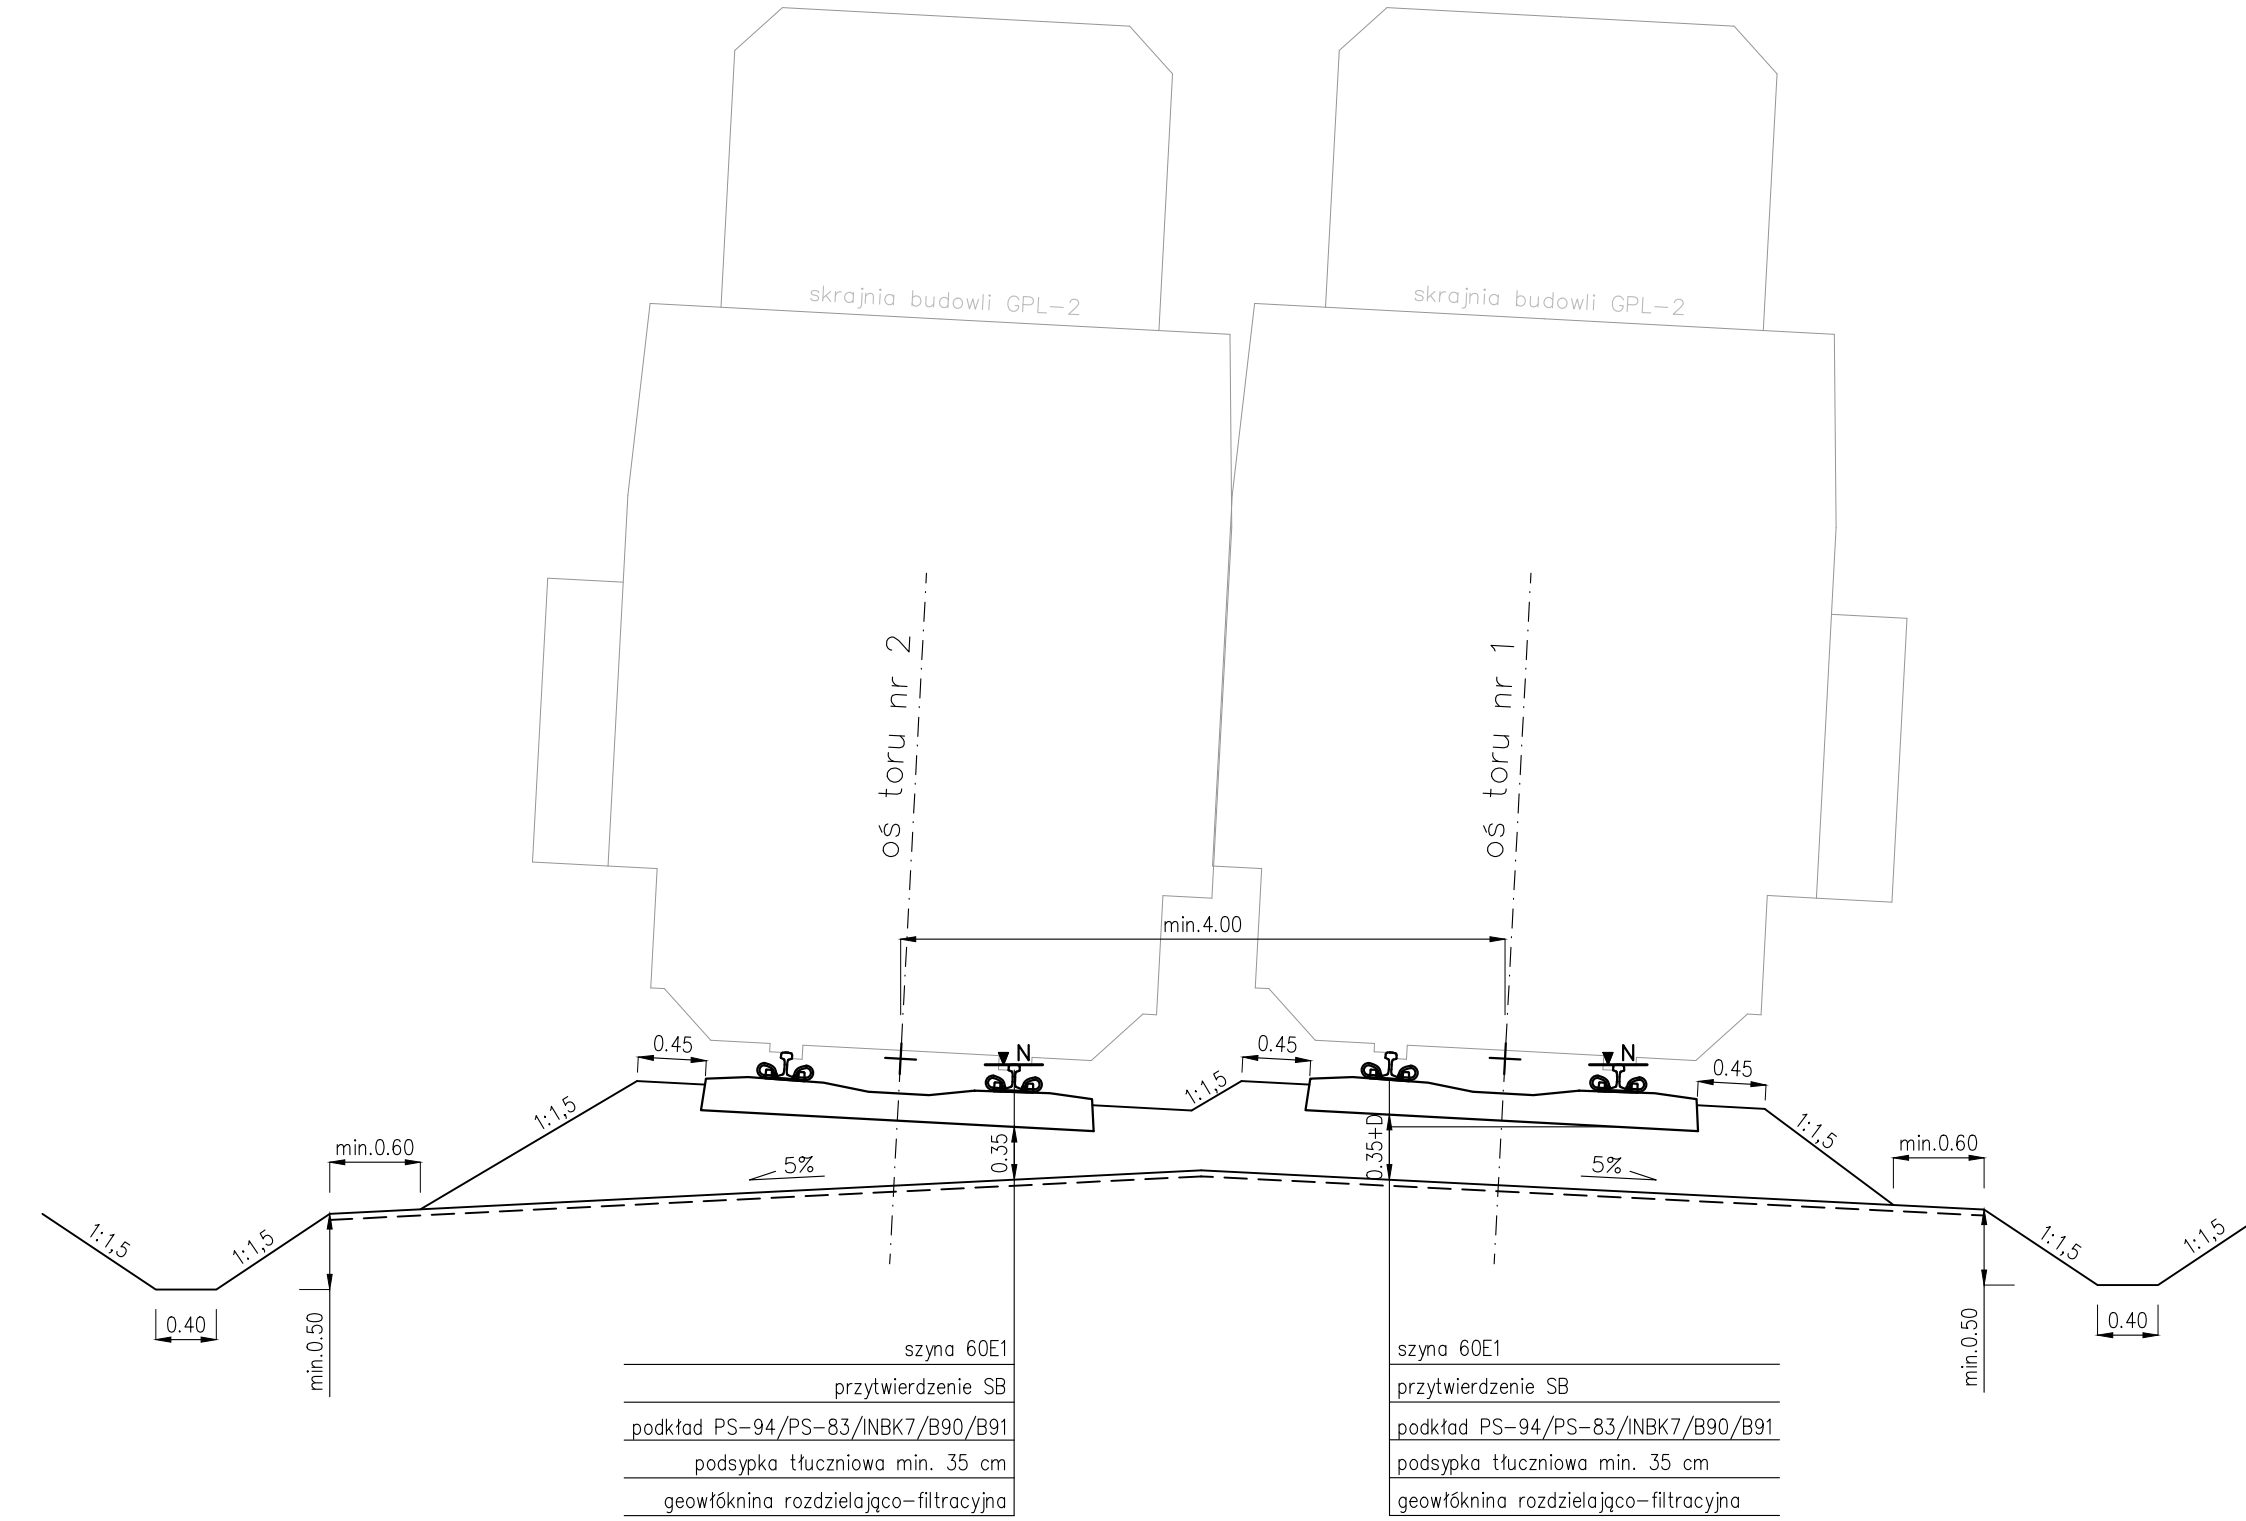 skrajnia budowli GPL-2
skrajnia budowli GPL-2
oś toru nr 2
oś toru nr 1
min.4.00
0.45
N
0.45
N
0.45
1:1,5
1:1,5
1:1,5
min.0.60
5%
0.35
0.35+D
5%
min.0.60
1:1,5
1:1,5
1:1,5
1:1,5
0.40
min.0.50
min.0.50
0.40
szyna 60E1
przytwierdzenie SB
podkład PS-94/PS-83/INBK7/B90/B91
podsypka tłuczniowa min. 35 cm
geowłóknina rozdzielająco-filtracyjna
szyna 60E1
przytwierdzenie SB
podkład PS-94/PS-83/INBK7/B90/B91
podsypka tłuczniowa min. 35 cm
geowłóknina rozdzielająco-filtracyjna